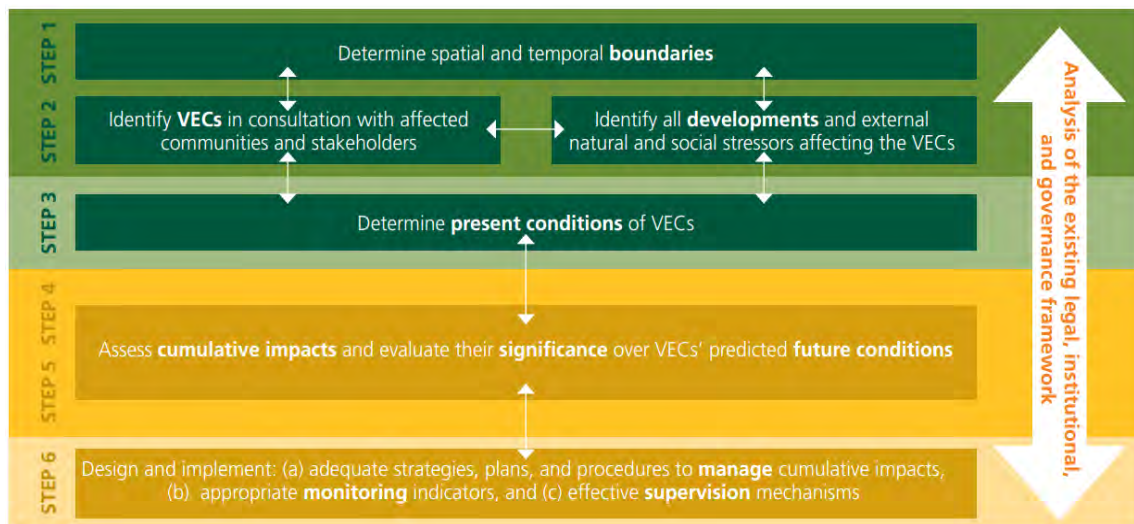 STEP 1
Determine spatial and temporal boundaries
STEP 2
Identify VECs in consultation with affected
communities and stakeholders
Identify all developments and external
natural and social stressors affecting the VECs
STEP 3
Determine present conditions of VECs
STEP 4
STEP 5
Assess cumulative impacts and evaluate their significance over VECs’ predicted future conditions
STEP 6
Design and implement: (a) adequate strategies, plans, and procedures to manage cumulative impacts,
(b) appropriate monitoring indicators, and (c) effective supervision mechanisms
Analysis of the existing legal, institutional,
and governance framework